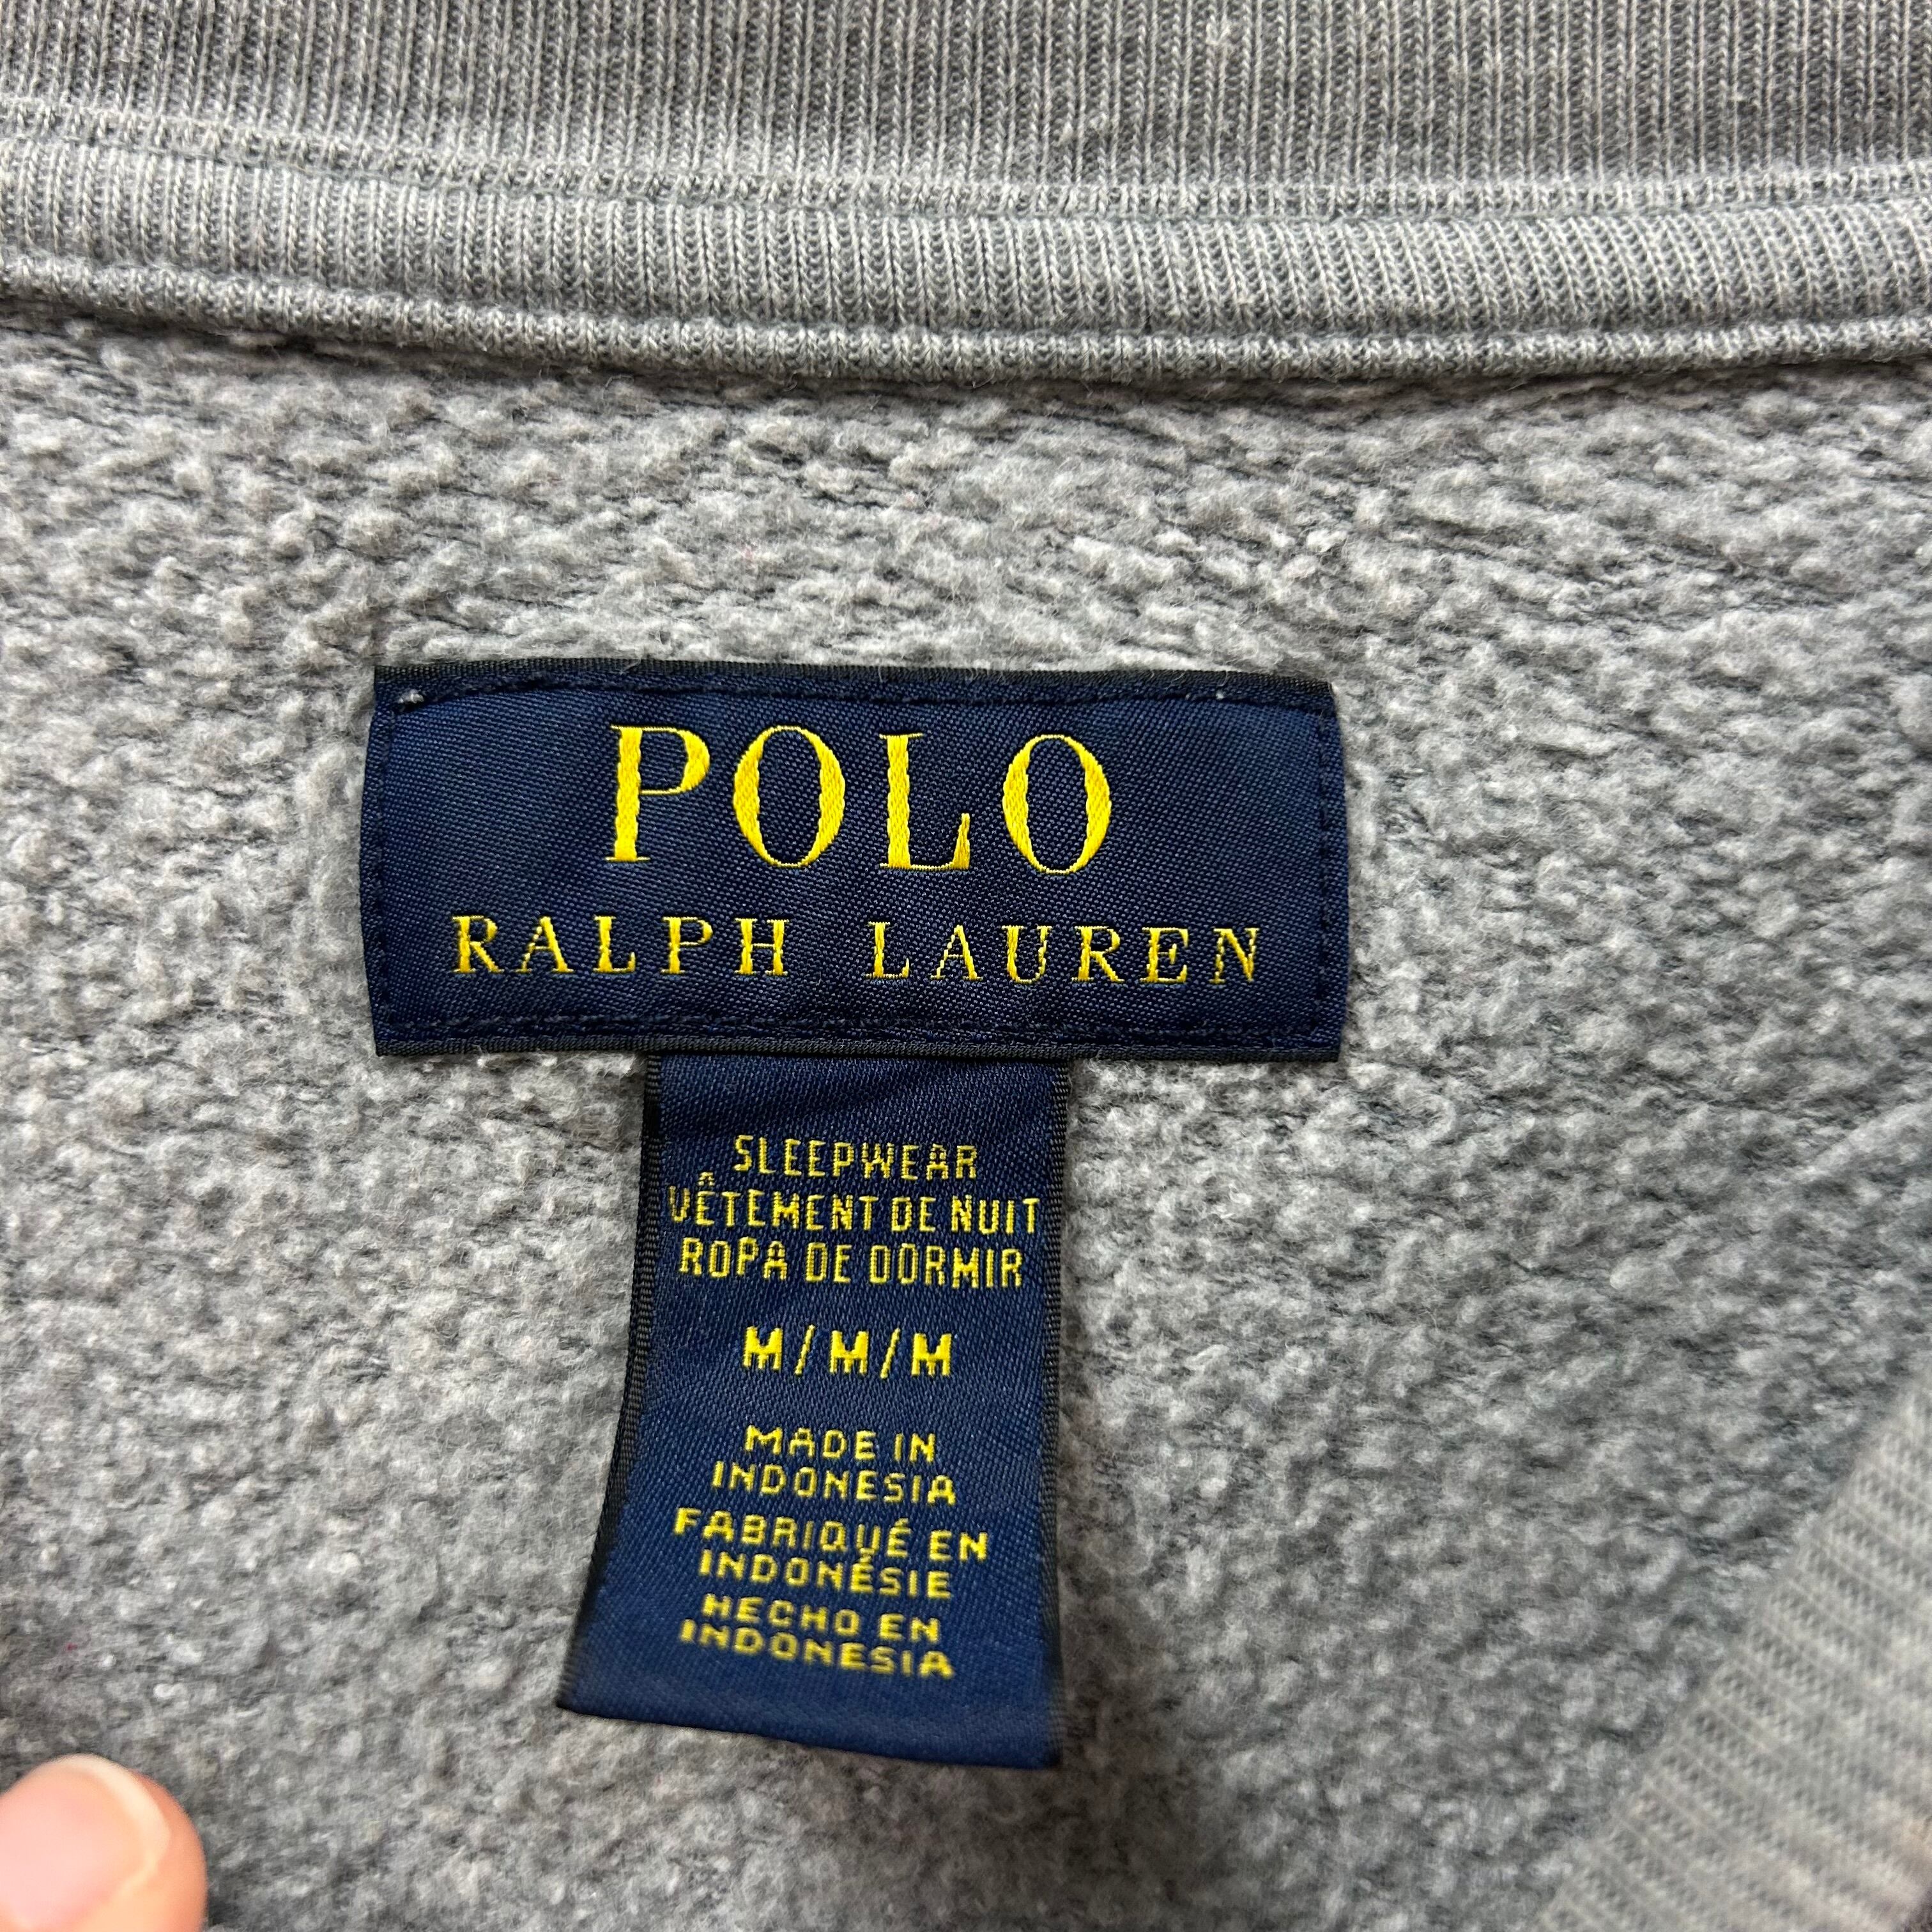 POLO
RALPH LAUREN
SLEEPWEAR
VÊTEMENT DE NUIT
ROPA DE DORMIR
M/M/M
MADE IN
INDONESIA
FABRIQUÉ EN
INDONÉSIE
HECHO EN
INDONESIA